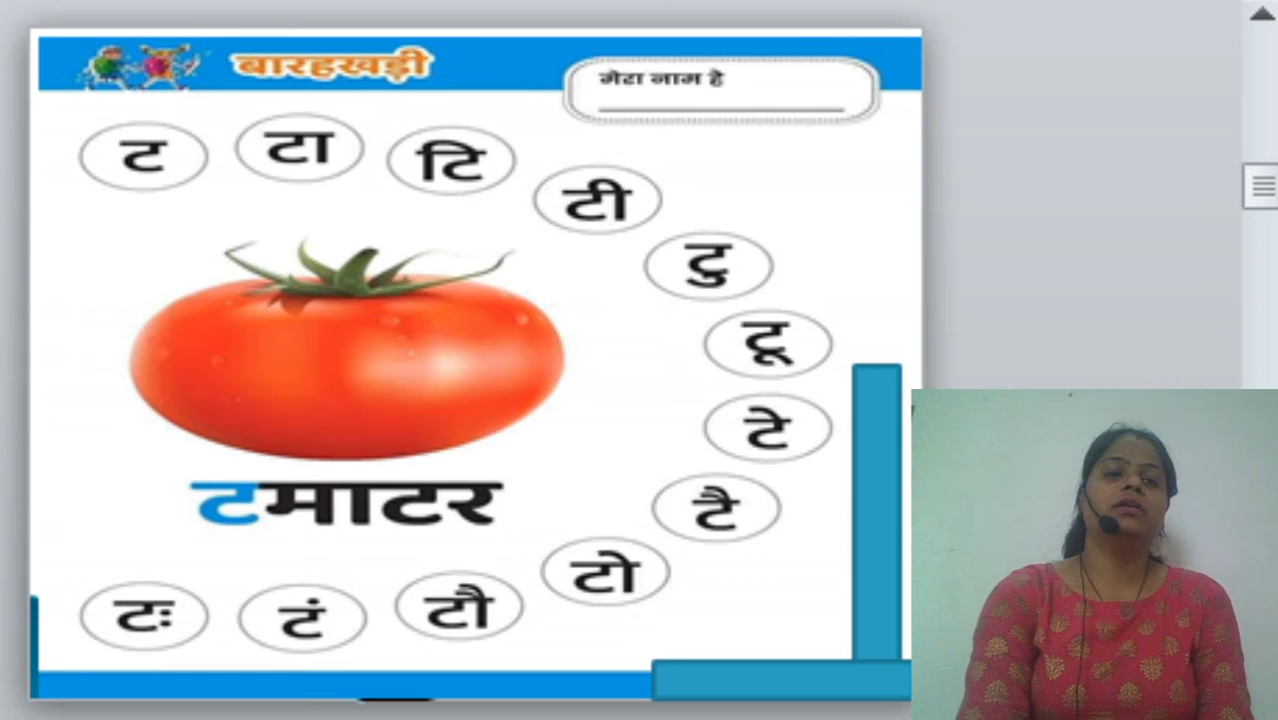 बारहखड़ी
मेरा नाम है
ट
टा
टि
टी
टु
टू
टे
टै
टो
टौ
टं
टः
टमाटर